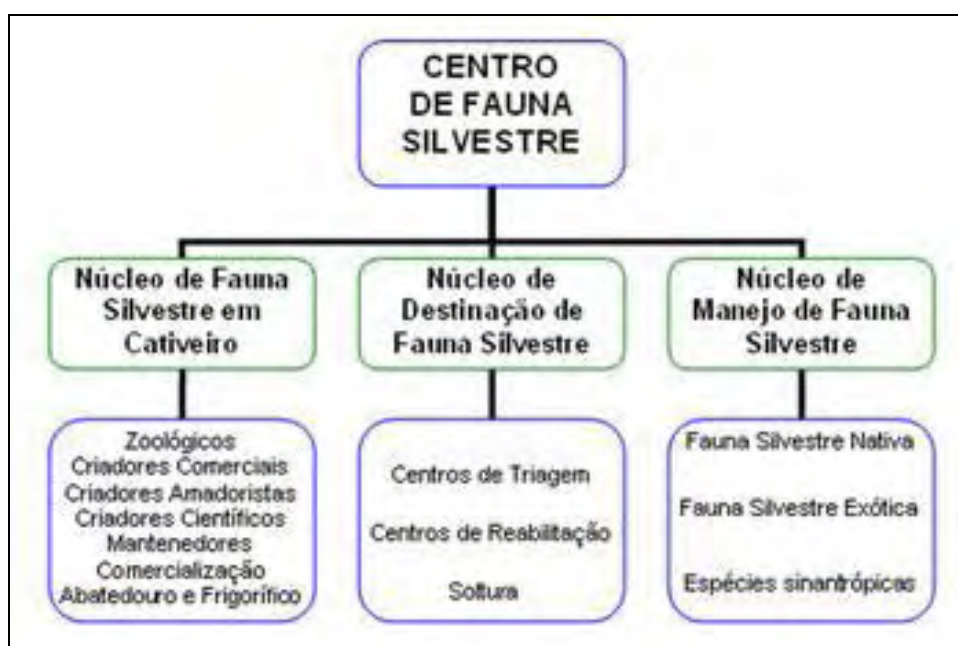 CENTRO
DE FAUNA
SILVESTRE
Núcleo de Fauna
Silvestre em
Cativeiro
Núcleo de
Destinação de
Fauna Silvestre
Núcleo de
Manejo de Fauna
Silvestre
Zoológicos
Criadores Comerciais
Criadores Amadoristas
Criadores Científicos
Mantenedores
Comercialização
Abatedouro e Frigorífico
Centros de Triagem
Centros de Reabilitação
Soltura
Fauna Silvestre Nativa
Fauna Silvestre Exótica
Espécies sinantrópicas